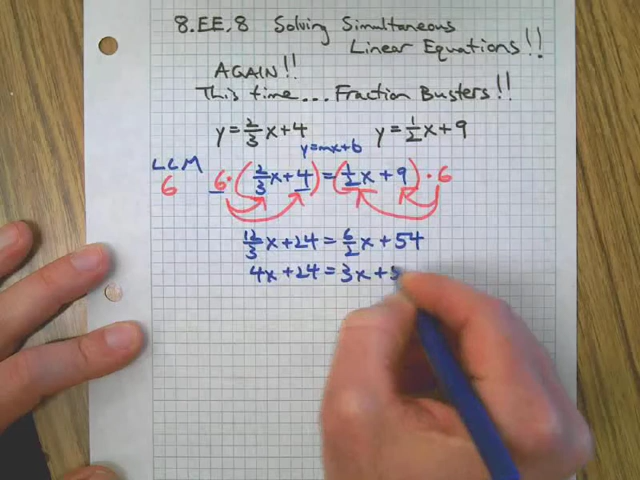 8.EE.8 Solving Simultaneous
Linear Equations!!
AGAIN!!
This time... Fraction Busters!!
y=2/3x+4 y=1/2x+9
y=mx+b
LLM
6 6·(2/3x+4)=(1/2x+9)·6
12/3x+24=6/2x+54
4x+24=3x+5